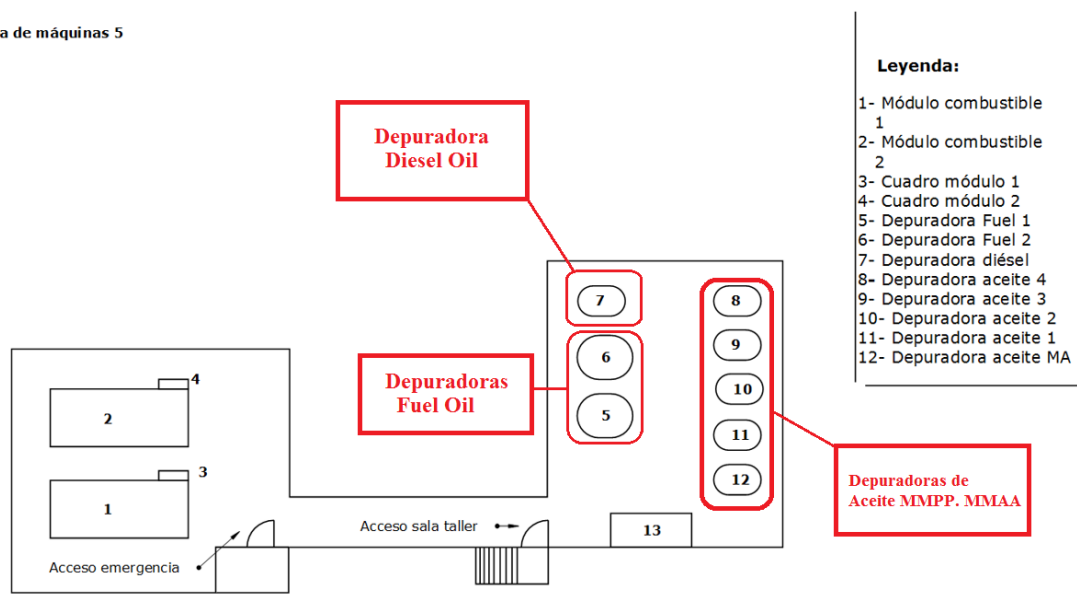 a de máquinas 5
Leyenda:
1- Módulo combustible
1
2- Módulo combustible
2
3- Cuadro módulo 1
4- Cuadro módulo 2
5- Depuradora Fuel 1
6- Depuradora Fuel 2
7- Depuradora diésel
8- Depuradora aceite 4
9- Depuradora aceite 3
10- Depuradora aceite 2
11- Depuradora aceite 1
12- Depuradora aceite MA
Depuradora
Diesel Oil
7
8
6
9
Depuradoras
Fuel Oil
4
10
2
5
11
3
12
Depuradoras de
Aceite MMPP. MMAA
1
Acceso sala taller
13
Acceso emergencia